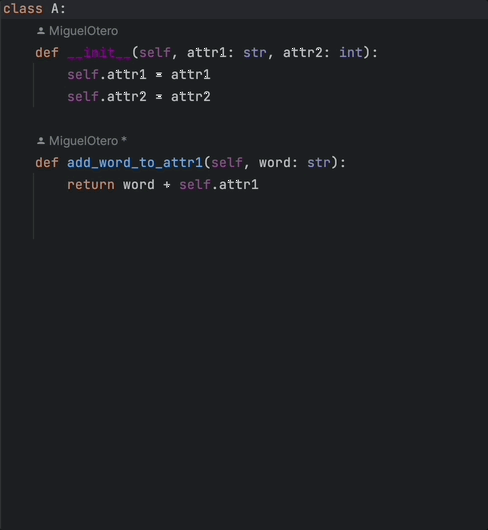 class A:
MiguelOtero
def __init__(self, attr1: str, attr2: int):
self.attr1 = attr1
self.attr2 = attr2
MiguelOtero *
def add_word_to_attr1(self, word: str):
return word + self.attr1